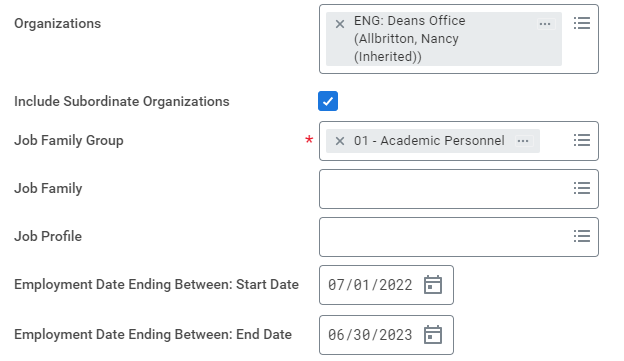 Organizations
ENG: Deans Office
(Allbritton, Nancy
(Inherited))
Include Subordinate Organizations
Job Family Group * 01 - Academic Personnel
Job Family
Job Profile
Employment Date Ending Between: Start Date 07/01/2022
Employment Date Ending Between: End Date 06/30/2023